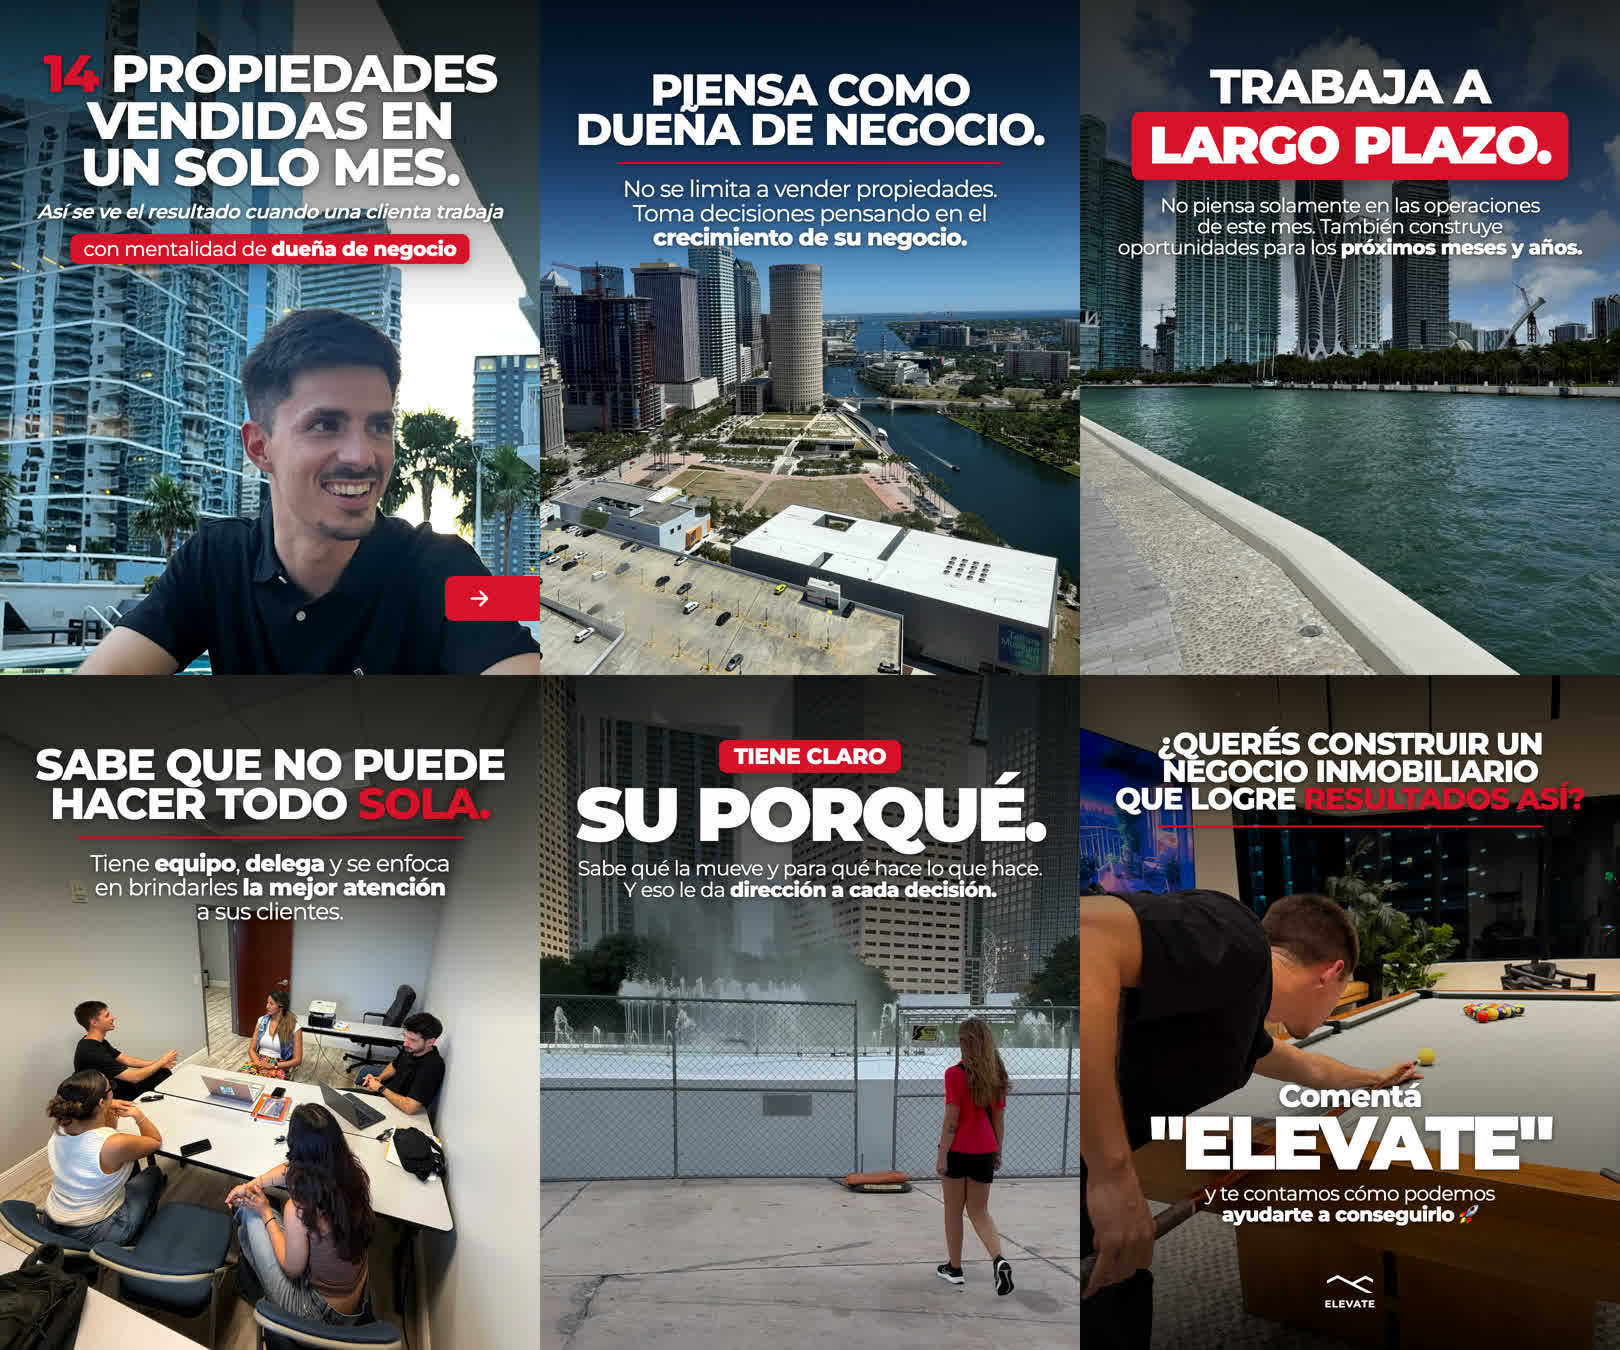 14 PROPIEDADES
VENDIDAS EN
UN SOLO MES.
Así se ve el resultado cuando una clienta trabaja
con mentalidad de dueña de negocio
PIENSA COMO
DUEÑA DE NEGOCIO.
No se limita a vender propiedades.
Toma decisiones pensando en el
crecimiento de su negocio.
Tampa
Museum
of Art
TRABAJA A
LARGO PLAZO.
No piensa solamente en las operaciones
de este mes. También construye
oportunidades para los próximos meses y años.
SABE QUE NO PUEDE
HACER TODO SOLA.
Tiene equipo, delega y se enfoca
en brindarles la mejor atención
a sus clientes.
TIENE CLARO
SU PORQUÉ.
Sabe qué la mueve y para qué hace lo que hace.
Y eso le da dirección a cada decisión.
¿QUERÉS CONSTRUIR UN
NEGOCIO INMOBILIARIO
QUE LOGRE RESULTADOS ASÍ?
Comentá
"ELEVATE"
y te contamos cómo podemos
ayudarte a conseguirlo 🚀
ELEVATE